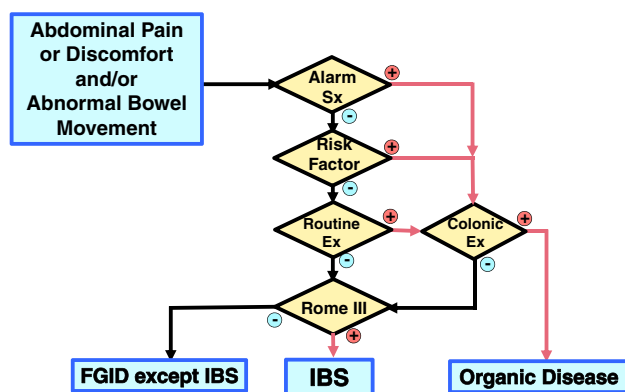 Abdominal Pain
or Discomfort
and/or
Abnormal Bowel
Movement
Alarm
Sx
+
-
Risk
Factor
+
-
Routine
Ex
+
-
Colonic
Ex
+
-
Rome III
-
+
FGID except IBS
IBS
Organic Disease